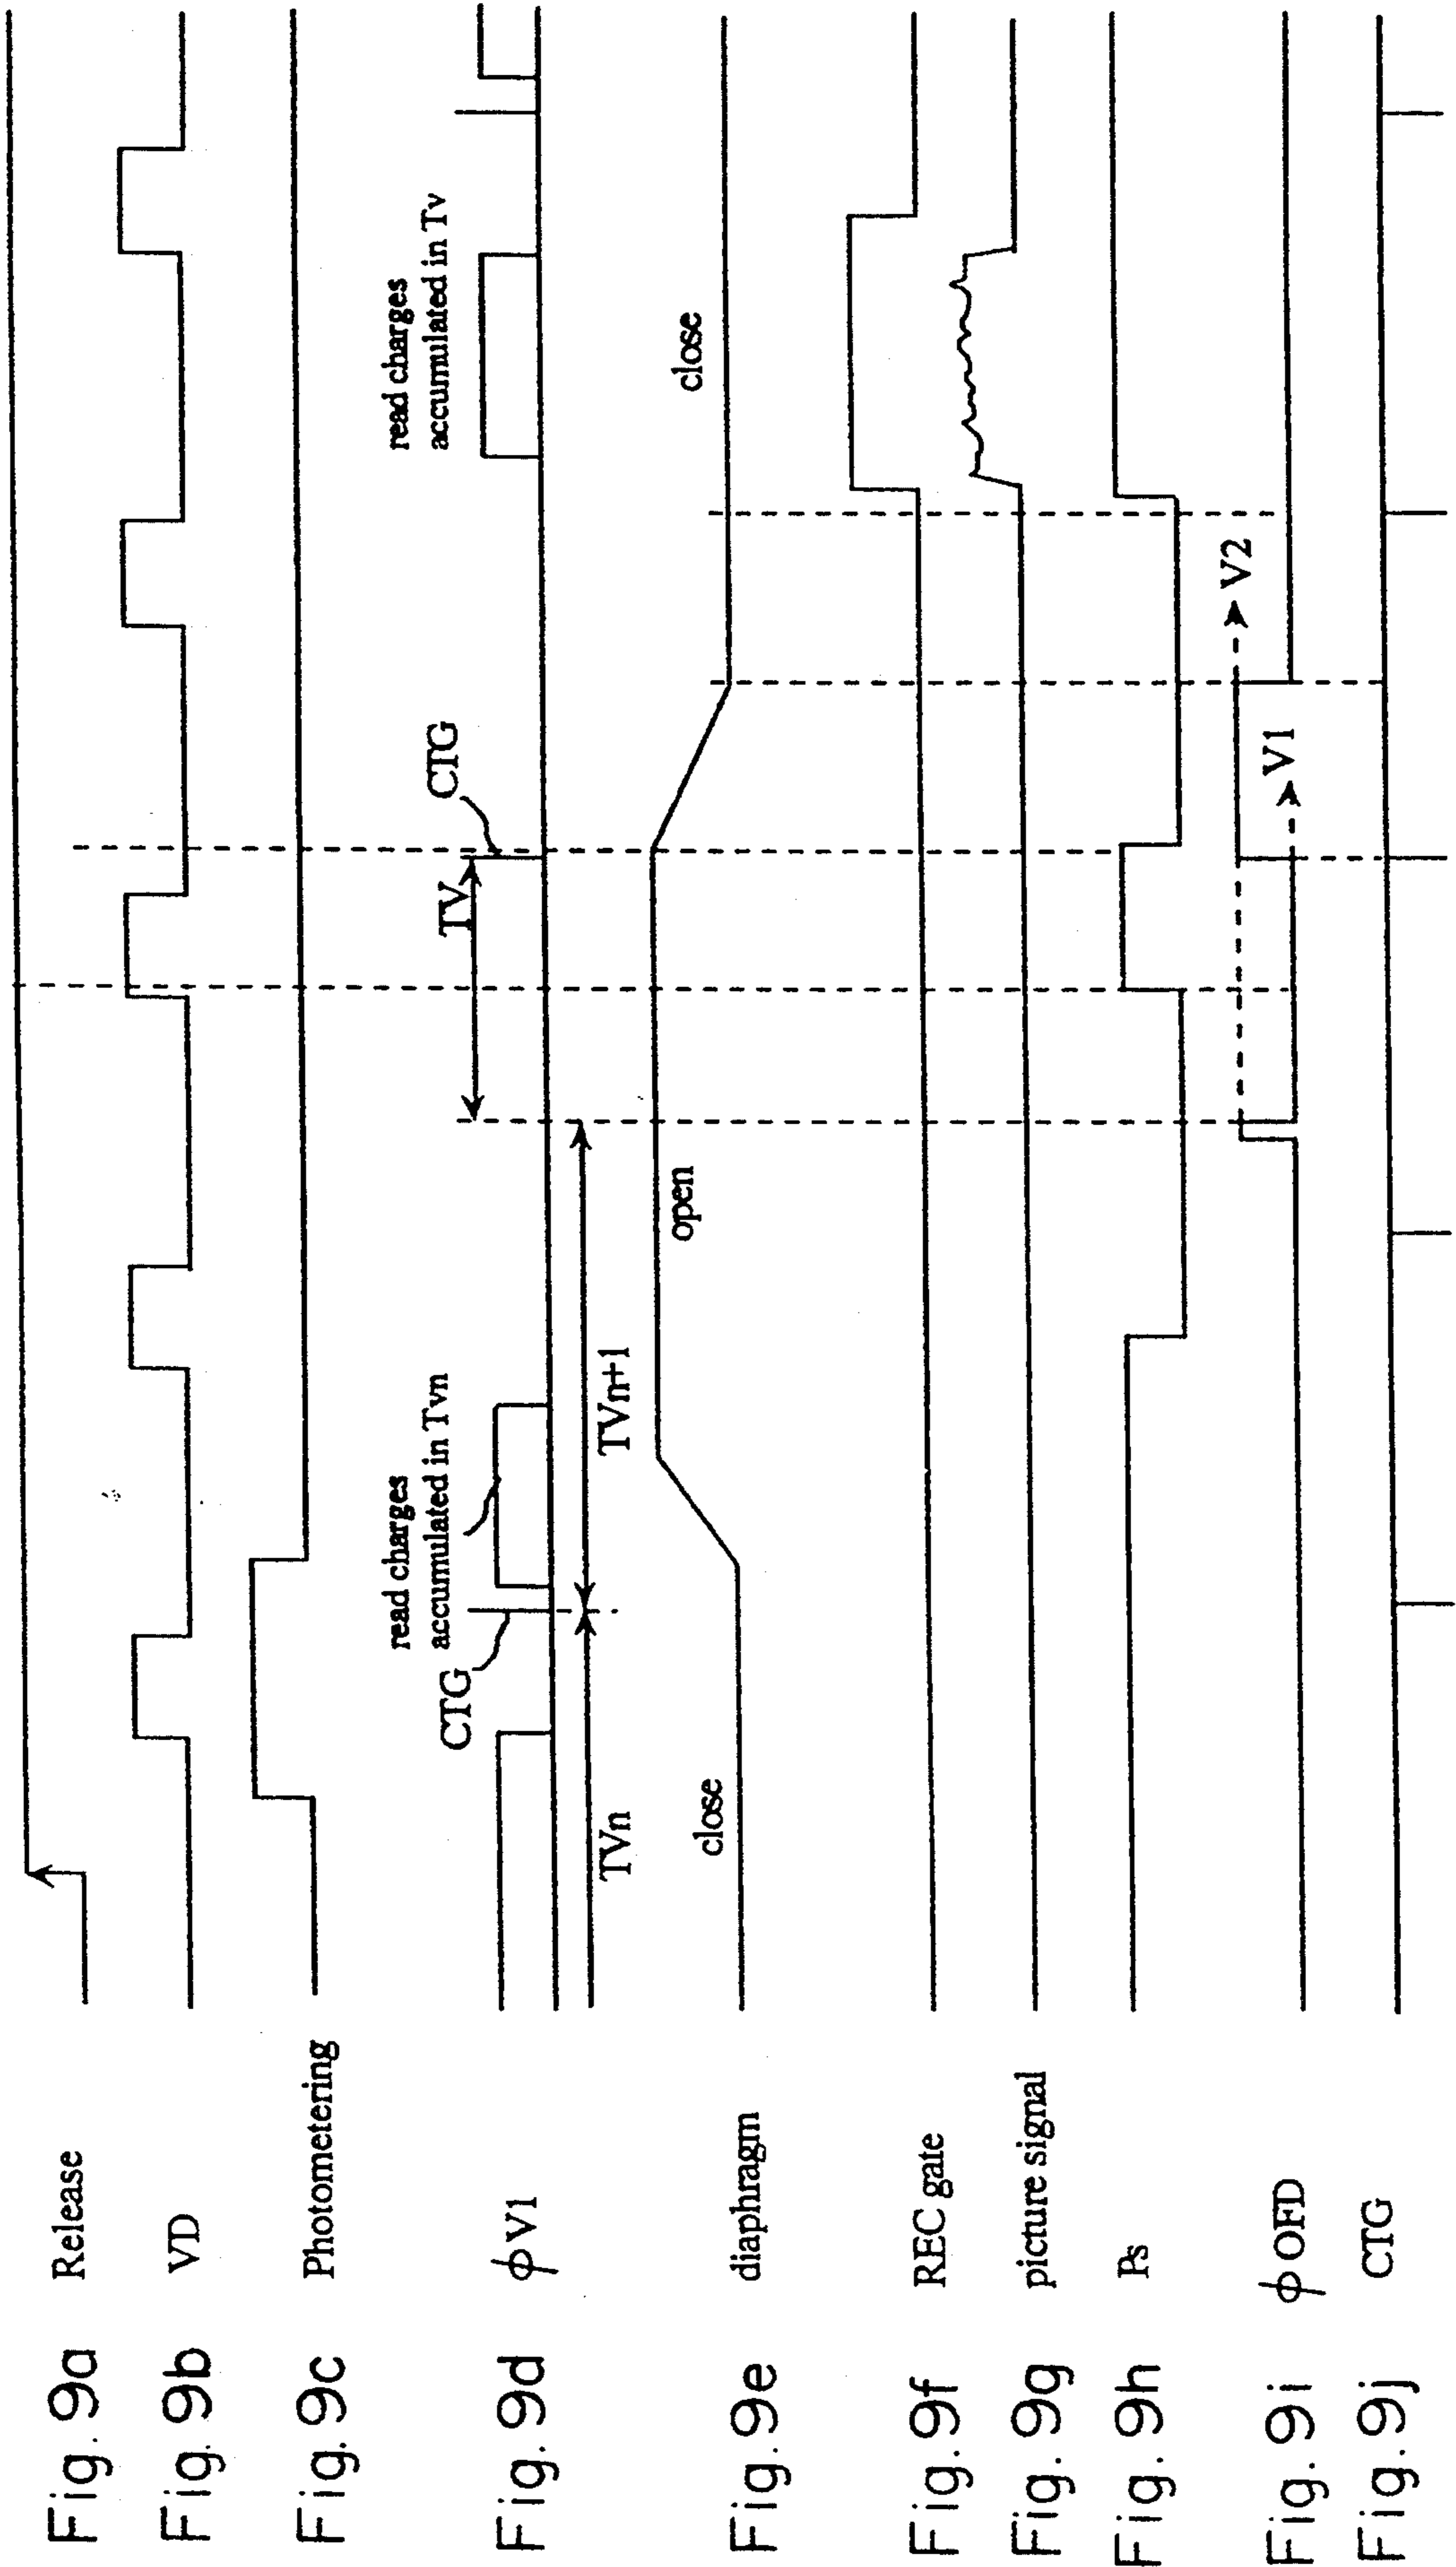 Fig. 9a Release
Fig. 9b VD
Fig. 9c Photometering
Fig. 9d ϕ V1
read charges
accumulated in Tvn
CTG
read charges
accumulated in Tv
CTG
TV
TVn
TVn+1
Fig. 9e diaphragm
close
open
close
Fig. 9f REC gate
Fig. 9g picture signal
Fig. 9h Ps
Fig. 9i ϕ OFD
V1
V2
Fig. 9j CTG